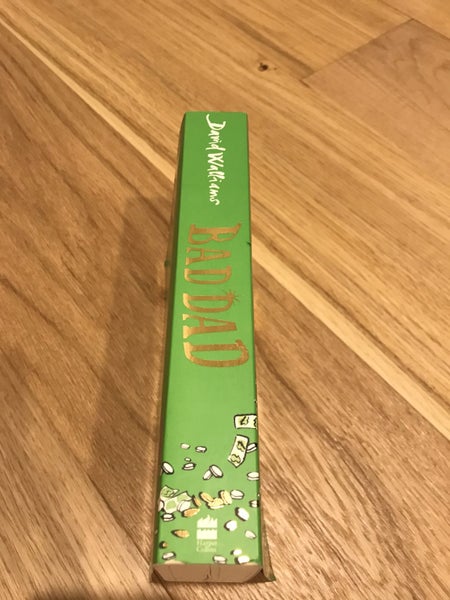 David Walliams
BAD DAD
Harper
Collins